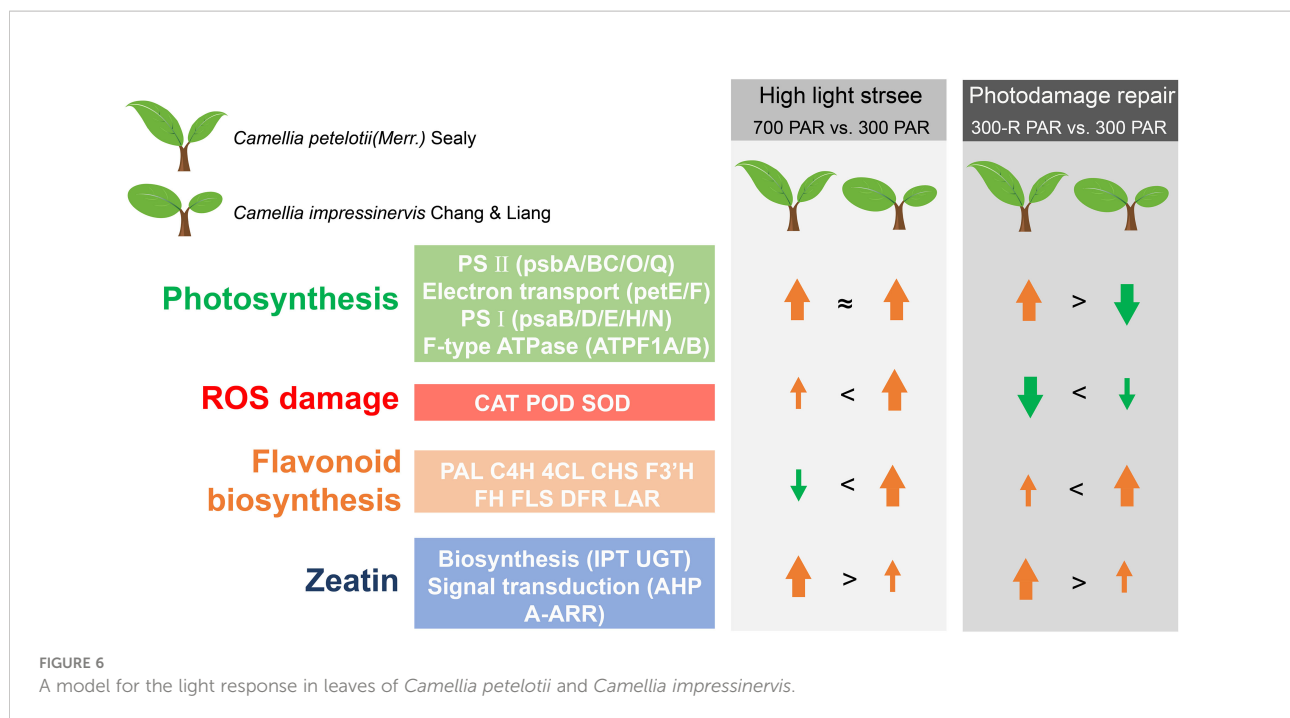 High light strsee
700 PAR vs. 300 PAR
Photodamage repair
300-R PAR vs. 300 PAR
Camellia petelotii(Merr.) Sealy
Camellia impressinervis Chang & Liang
Photosynthesis
PS II (psbA/BC/O/Q)
Electron transport (petE/F)
PS I (psaB/D/E/H/N)
F-type ATPase (ATPF1A/B)
≈
>
ROS damage
CAT POD SOD
<
<
Flavonoid
biosynthesis
PAL C4H 4CL CHS F3’H
FH FLS DFR LAR
<
<
Zeatin
Biosynthesis (IPT UGT)
Signal transduction (AHP
A-ARR)
>
>
FIGURE 6
A model for the light response in leaves of Camellia petelotii and Camellia impressinervis.